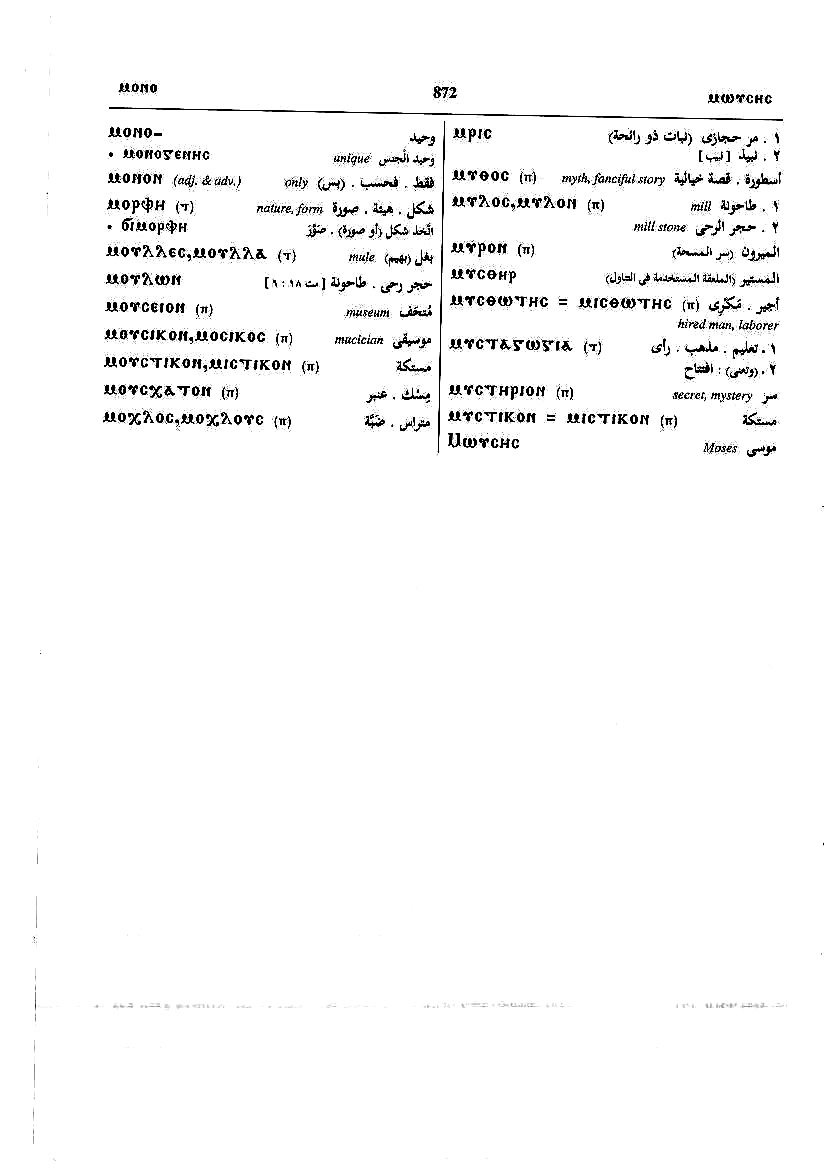 ⲙⲟⲛⲟ 872 ⲙⲱⲩⲥⲏⲥ
ⲙⲟⲛⲟ- وحيد
• ⲙⲟⲛⲟⲅⲉⲛⲏⲥ unique وحيد الجنس
ⲙⲟⲛⲟⲛ (adj. & adv.) only فقط . فحسب . (بس)
ⲙⲟⲣⲫⲏ (ⲧ) nature, form شكل . هيئة . صورة
• ϭⲓⲙⲟⲣⲫⲏ اتخذ شكل (أو صورة) . صَوَّرَ
ⲙⲟⲩⲗⲗⲉⲥ,ⲙⲟⲩⲗⲗⲁ (ⲧ) mule بغل (بهيم)
ⲙⲟⲩⲗⲱⲛ حجر رحى . طاحونة [مت ١٨ : ٦]
ⲙⲟⲩⲥⲉⲓⲟⲛ (ⲡ) museum مُتحَف
ⲙⲟⲩⲥⲓⲕⲟⲛ,ⲙⲟⲥⲓⲕⲟⲥ (ⲡ) mucician موسيقى
ⲙⲟⲩⲥⲧⲓⲕⲟⲛ,ⲙⲓⲥⲧⲓⲕⲟⲛ (ⲡ) مستكة
ⲙⲟⲩⲥⲭⲁⲧⲟⲛ (ⲡ) مِسْك . عنبر
ⲙⲟⲭⲗⲟⲥ,ⲙⲟⲭⲗⲟⲩⲥ (ⲡ) متراس . ضَبَّة
ⲙⲣⲓⲥ ١ . مر حجازى (نبات ذو رائحة)
٢ . نبيذ [لبيب]
ⲙⲩⲑⲟⲥ (ⲡ) myth, fanciful story أسطورة . قصة خيالية
ⲙⲩⲗⲟⲥ,ⲙⲩⲗⲟⲛ (ⲡ) mill ١ . طاحونة
mill stone ٢ . حجر الرحى
ⲙⲩⲣⲟⲛ (ⲡ) الميرون (سر المسحة)
ⲙⲩⲥⲑⲏⲣ المستير (الملعقة المستخدمة فى التناول)
ⲙⲩⲥⲑⲱⲧⲏⲥ = ⲙⲓⲥⲑⲱⲧⲏⲥ (ⲡ) أجير . مَكْرِى
hired man, laborer
ⲙⲩⲥⲧⲁⲅⲱⲅⲓⲁ (ⲧ) ١ . تعليم . مذهب . رأى
٢ . (وتعنى) : افتتاح
ⲙⲩⲥⲧⲏⲣⲓⲟⲛ (ⲡ) secret, mystery سر
ⲙⲩⲥⲧⲓⲕⲟⲛ = ⲙⲓⲥⲧⲓⲕⲟⲛ (ⲡ) مستكة
Ⲙⲱⲩⲥⲏⲥ Moses موسى